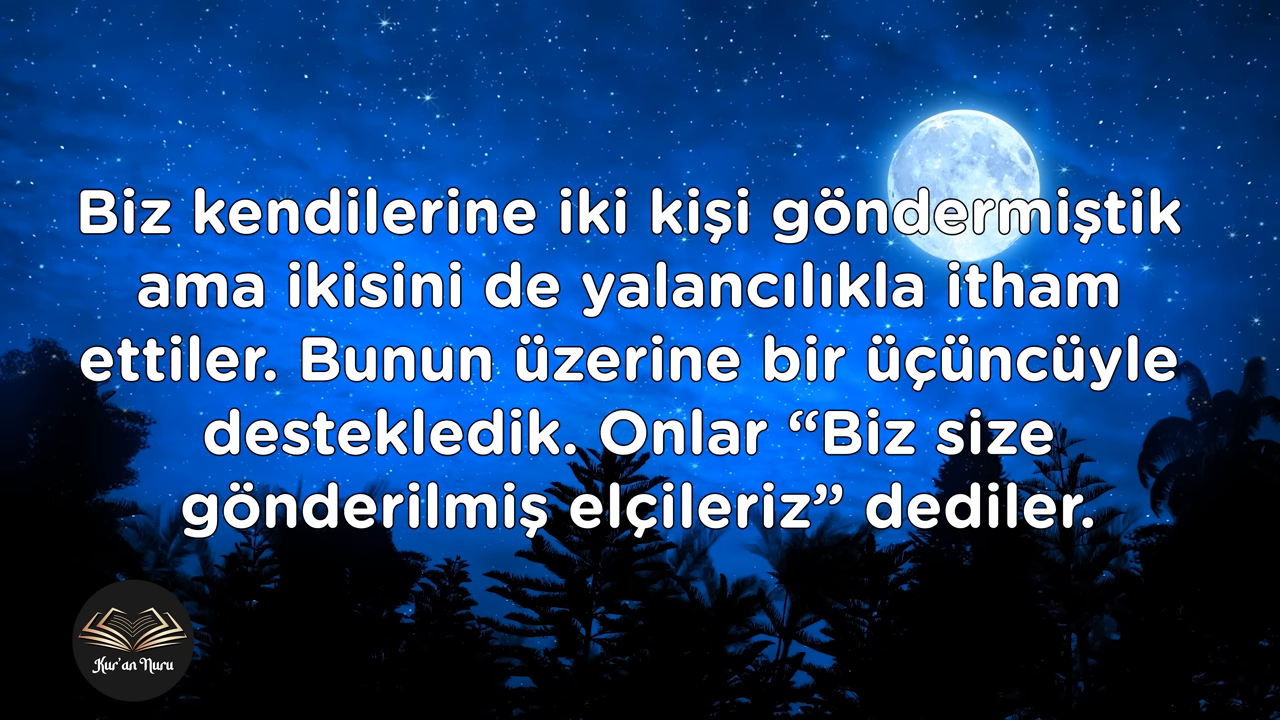 Biz kendilerine iki kişi göndermiştik
ama ikisini de yalancılıkla itham
ettiler. Bunun üzerine bir üçüncüyle
destekledik. Onlar “Biz size
gönderilmiş elçileriz” dediler.
Kur'an Nuru